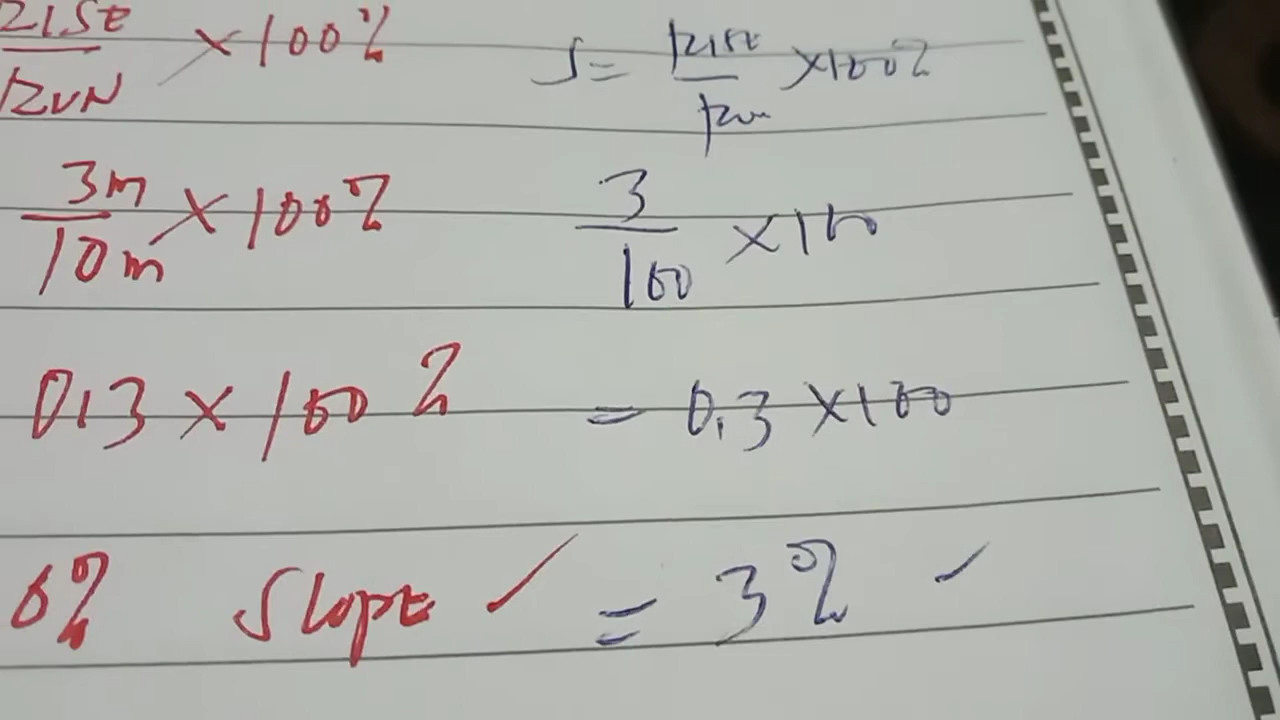 RISE/RUN × 100%
3m/10m × 100%
0.3 × 100%
0% Slope ✓
S = RISE/Run × 100%
3/100 × 100
= 0.3 × 100
= 3% ✓